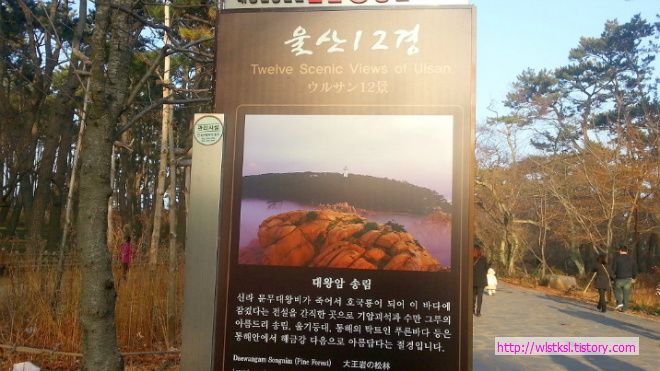 울산12경
Twelve Scenic Views of Ulsan
ウルサン12景
관리사실
대왕암 송림
신라 문무대왕비가 죽어서 호국룡이 되어 이 바다에
잠겼다는 전설을 간직한 곳으로 기암괴석과 수만 그루의
아름드리 송림, 울기등대, 동해의 탁트인 푸른바다 등은
동해안에서 해금강 다음으로 아름답다는 절경입니다.
Daewangam Songnim (Pine Forest) 大王岩の松林
http://wlstksl.tistory.com